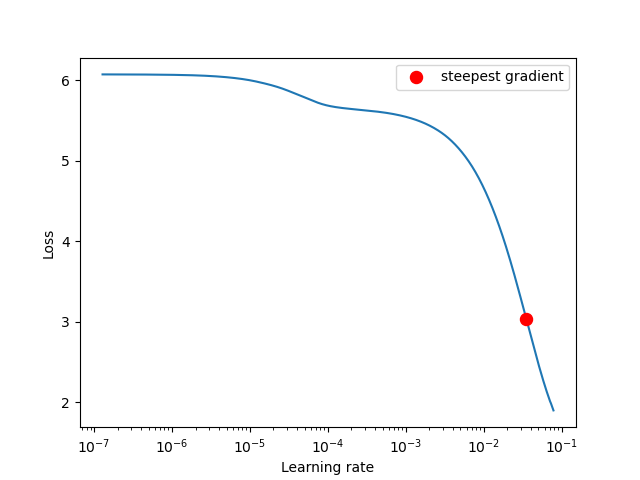 steepest gradient
6
5
4
3
2
Loss
10⁻⁷ 10⁻⁶ 10⁻⁵ 10⁻⁴ 10⁻³ 10⁻² 10⁻¹
Learning rate